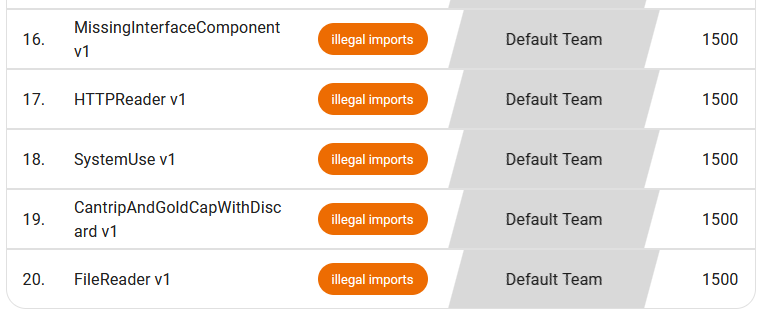 16. MissingInterfaceComponent illegal imports Default Team 1500
v1
17. HTTPReader v1 illegal imports Default Team 1500
18. SystemUse v1 illegal imports Default Team 1500
19. CantripAndGoldCapWithDisc illegal imports Default Team 1500
ard v1
20. FileReader v1 illegal imports Default Team 1500